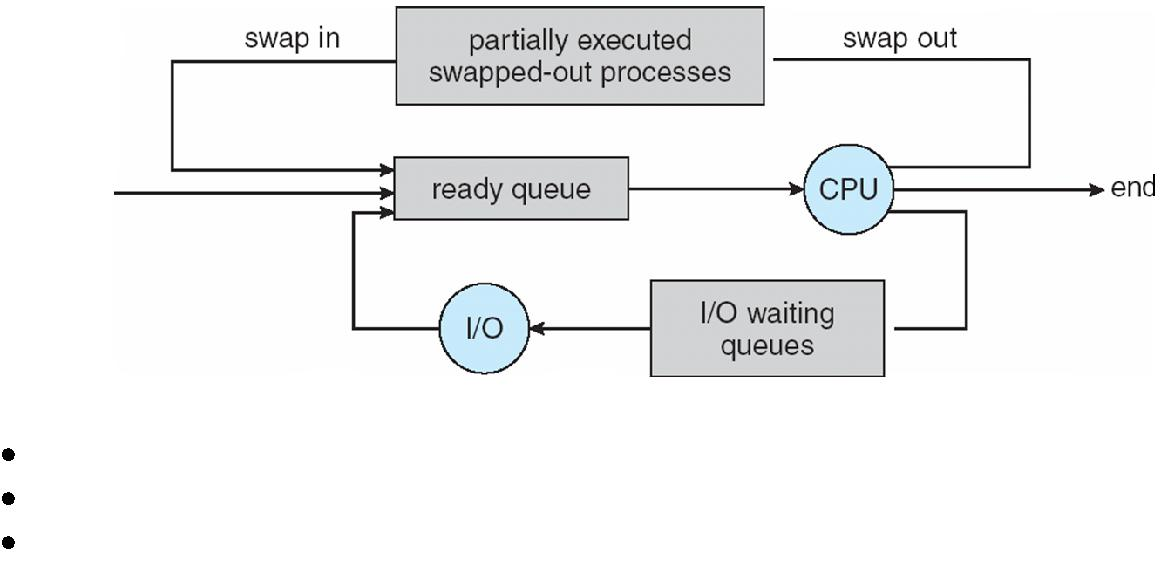 swap in
partially executed
swapped-out processes
swap out
ready queue
CPU
end
I/O
I/O waiting
queues